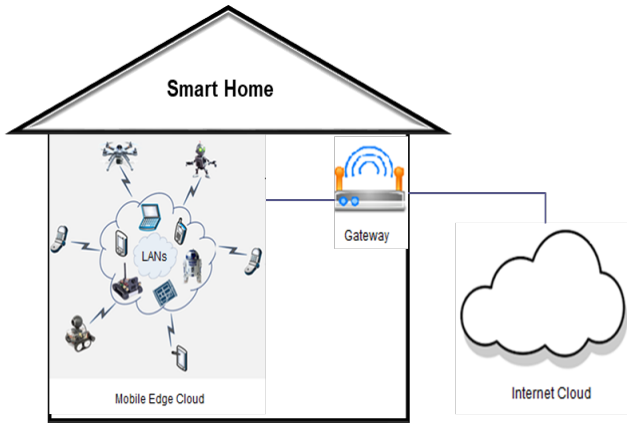 Smart Home
LANs
Gateway
Mobile Edge Cloud
Internet Cloud